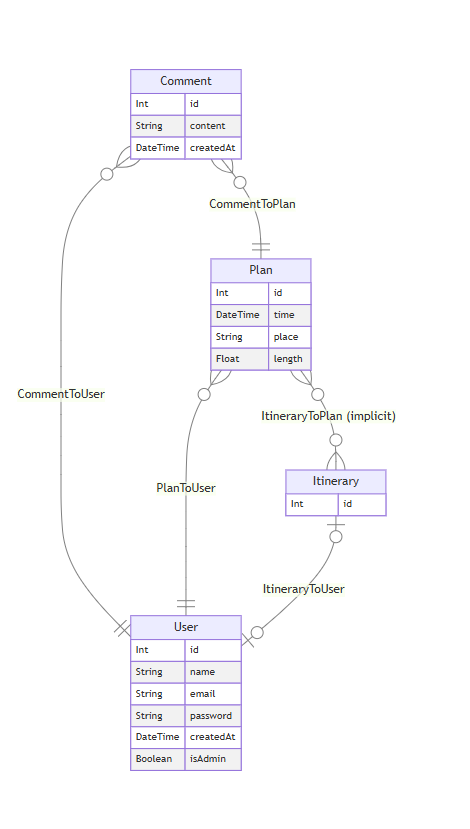 Comment
Int id
String content
DateTime createdAt
CommentToPlan
Plan
Int id
DateTime time
String place
Float length
CommentToUser
ItineraryToPlan (implicit)
Itinerary
Int id
PlanToUser
ItineraryToUser
User
Int id
String name
String email
String password
DateTime createdAt
Boolean isAdmin